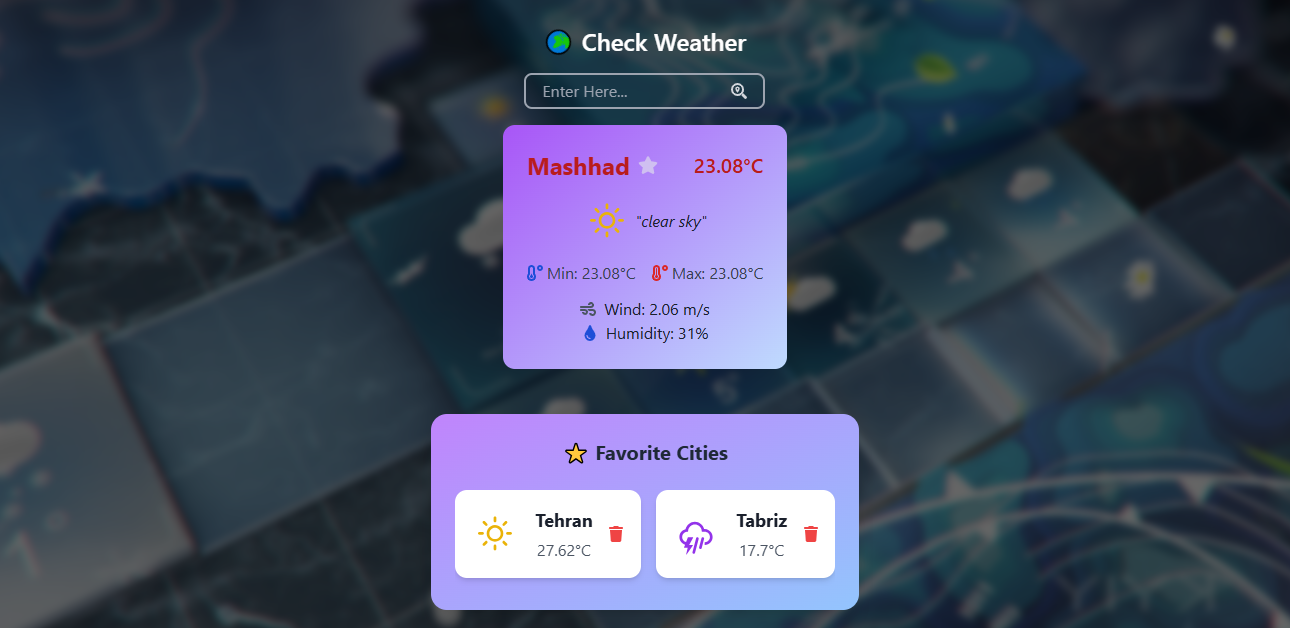 Check Weather
Enter Here...
Mashhad 23.08°C
"clear sky"
Min: 23.08°C Max: 23.08°C
Wind: 2.06 m/s
Humidity: 31%
Favorite Cities
Tehran
27.62°C
Tabriz
17.7°C